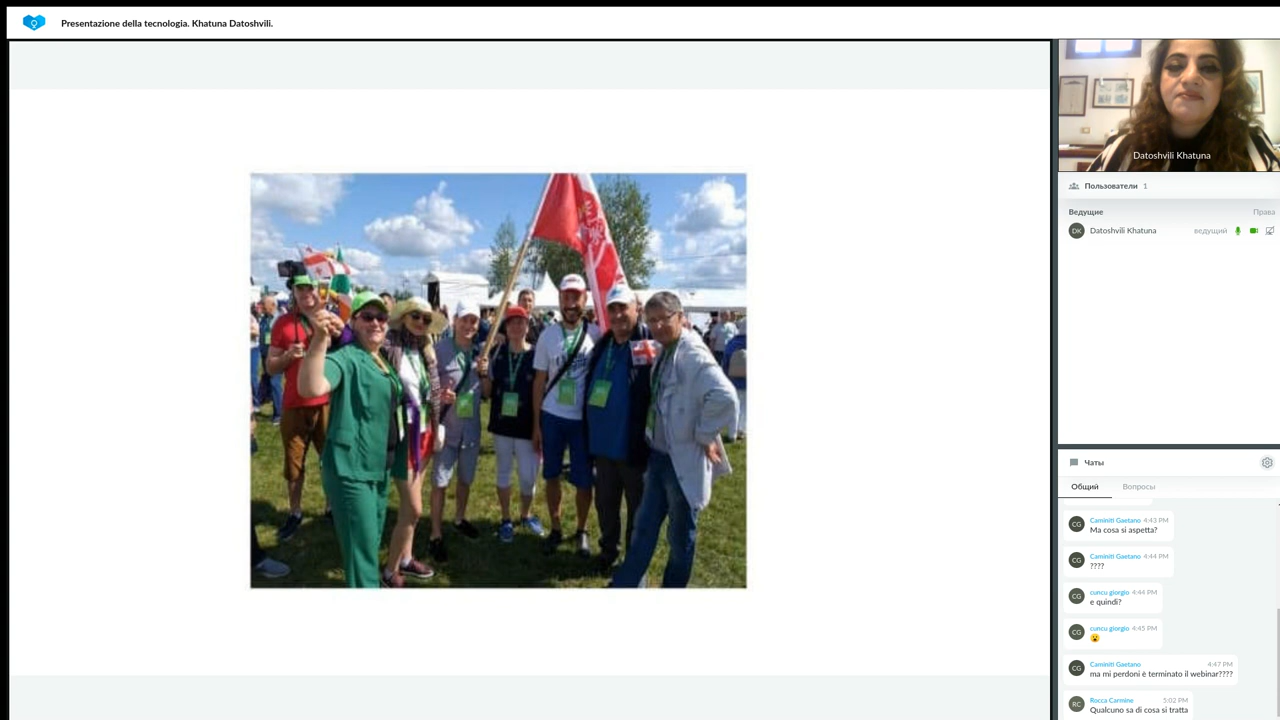 Presentazione della tecnologia. Khatuna Datoshvili.
Datoshvili Khatuna
Пользователи 1
Ведущие Права
DK Datoshvili Khatuna ведущий
Чаты
Общий Вопросы
CG Caminiti Gaetano 4:43 PM
Ma cosa si aspetta?
CG Caminiti Gaetano 4:44 PM
????
CG cuncu giorgio 4:44 PM
e quindi?
CG cuncu giorgio 4:45 PM
😮
CG Caminiti Gaetano 4:47 PM
ma mi perdoni è terminato il webinar????
RC Rocca Carmine 5:02 PM
Qualcuno sa di cosa si tratta